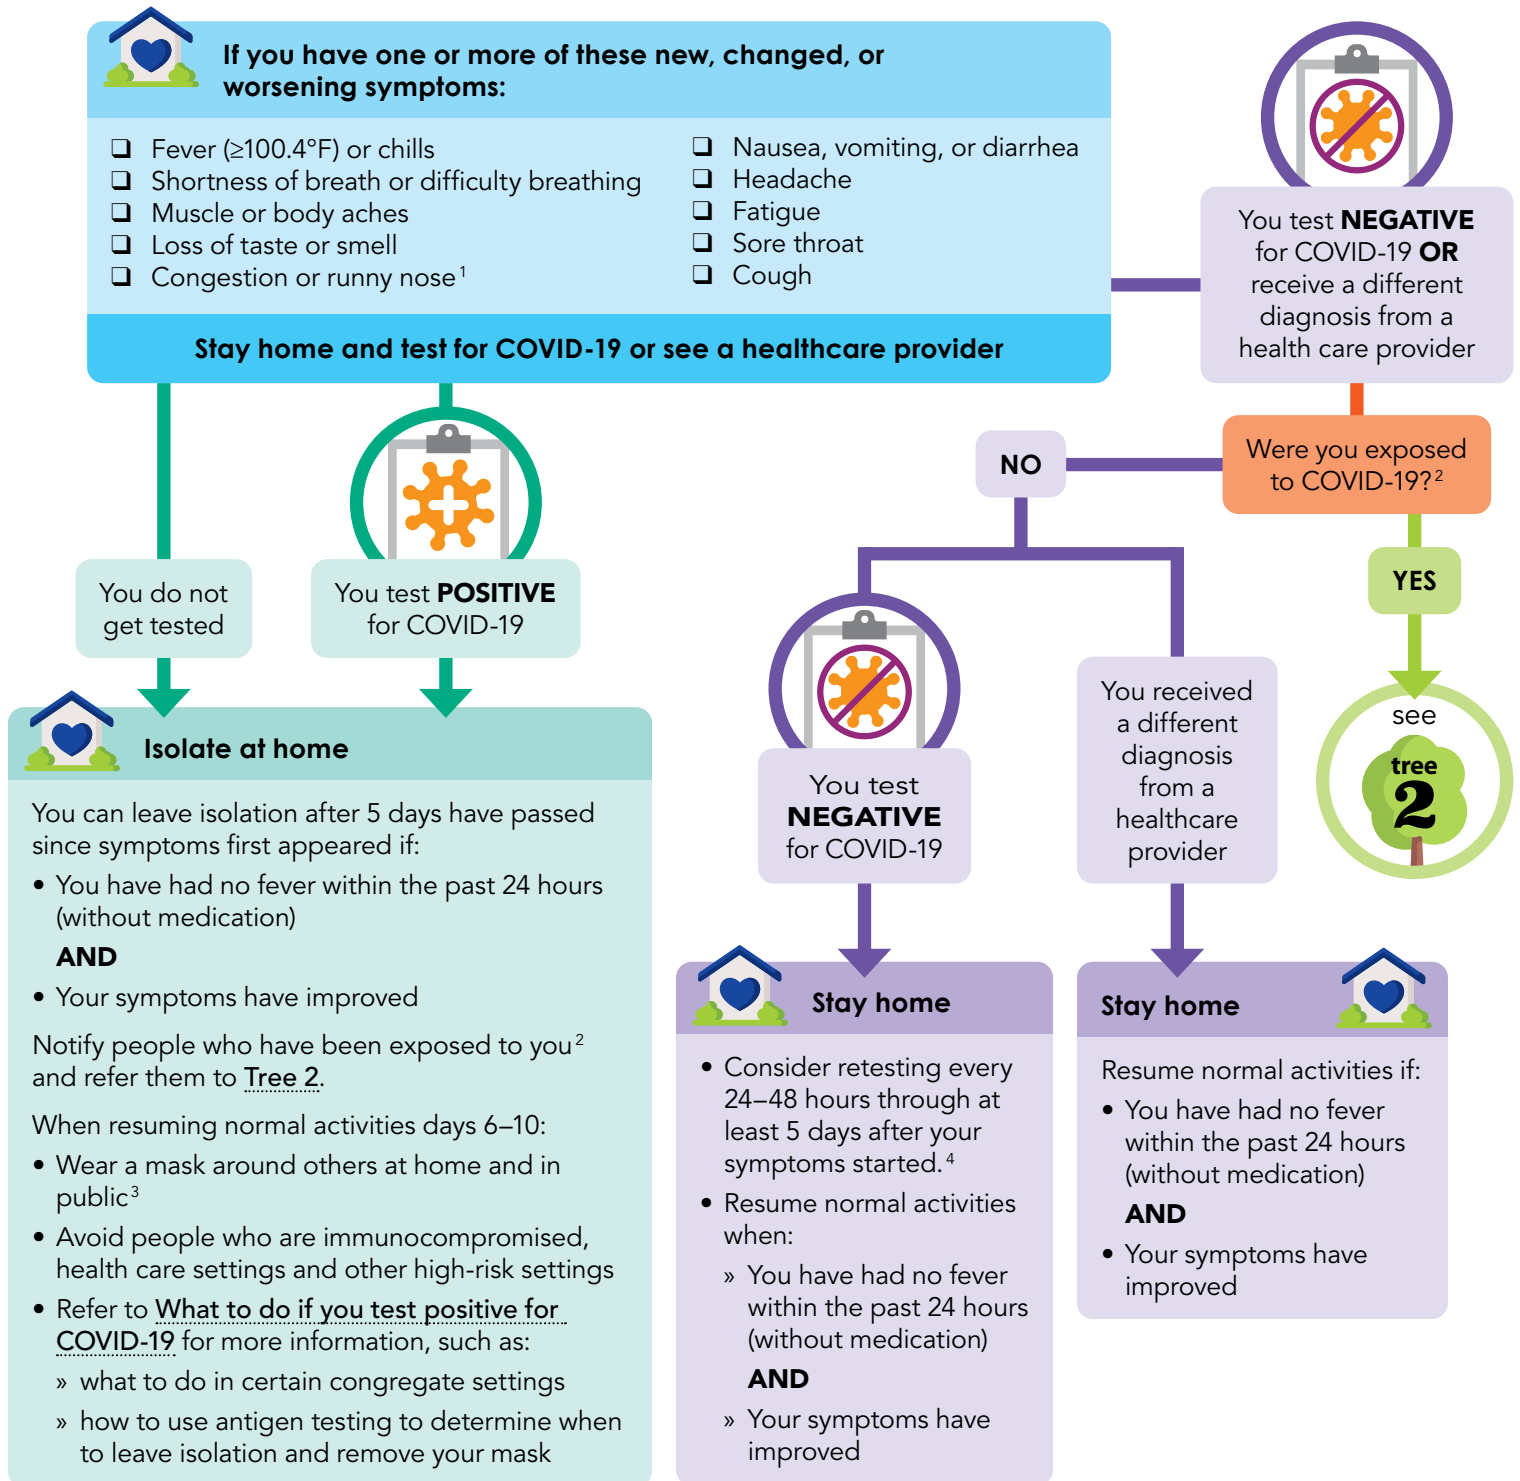 If you have one or more of these new, changed, or
worsening symptoms:
❑ Fever (≥100.4°F) or chills
❑ Shortness of breath or difficulty breathing
❑ Muscle or body aches
❑ Loss of taste or smell
❑ Congestion or runny nose¹
❑ Nausea, vomiting, or diarrhea
❑ Headache
❑ Fatigue
❑ Sore throat
❑ Cough
Stay home and test for COVID-19 or see a healthcare provider
You test NEGATIVE
for COVID-19 OR
receive a different
diagnosis from a
health care provider
Were you exposed
to COVID-19?²
NO
YES
see
tree
2
You do not
get tested
You test POSITIVE
for COVID-19
Isolate at home
You can leave isolation after 5 days have passed
since symptoms first appeared if:
• You have had no fever within the past 24 hours
(without medication)
AND
• Your symptoms have improved
Notify people who have been exposed to you²
and refer them to Tree 2.
When resuming normal activities days 6–10:
• Wear a mask around others at home and in
public³
• Avoid people who are immunocompromised,
health care settings and other high-risk settings
• Refer to What to do if you test positive for
COVID-19 for more information, such as:
» what to do in certain congregate settings
» how to use antigen testing to determine when
to leave isolation and remove your mask
You test
NEGATIVE
for COVID-19
Stay home
• Consider retesting every
24–48 hours through at
least 5 days after your
symptoms started.⁴
• Resume normal activities
when:
» You have had no fever
within the past 24 hours
(without medication)
AND
» Your symptoms have
improved
You received
a different
diagnosis
from a
healthcare
provider
Stay home
Resume normal activities if:
• You have had no fever
within the past 24 hours
(without medication)
AND
• Your symptoms have
improved